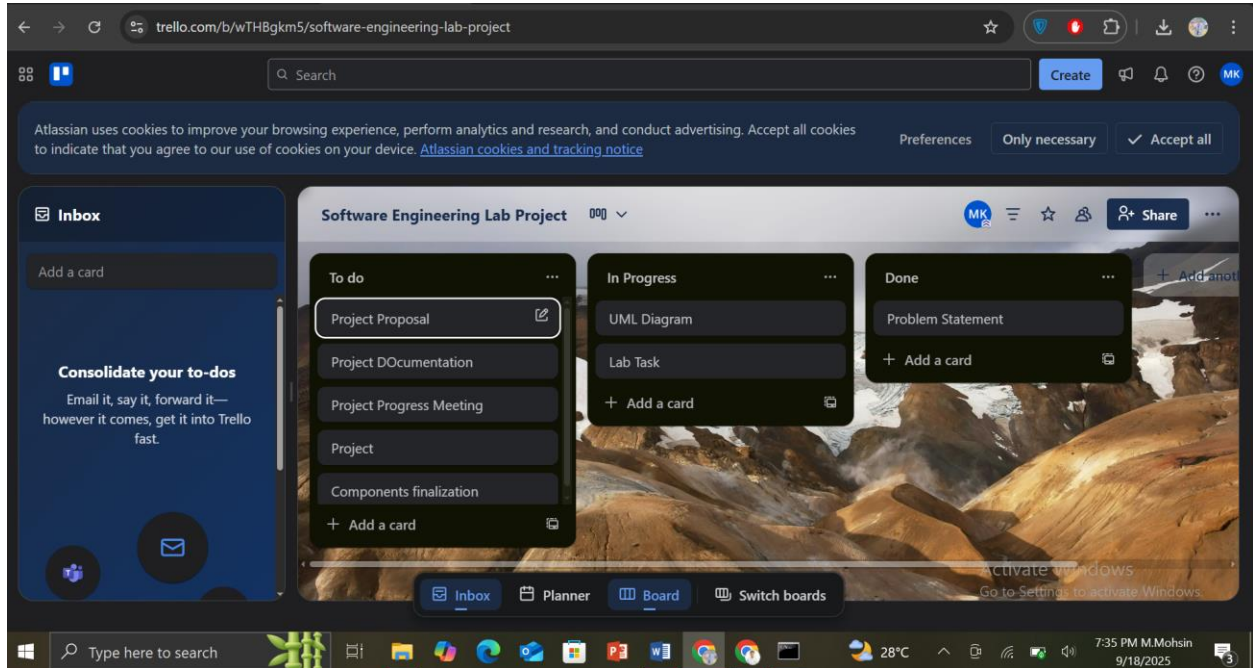 trello.com/b/wTHBgkm5/software-engineering-lab-project
Search
Create
MK
Atlassian uses cookies to improve your browsing experience, perform analytics and research, and conduct advertising. Accept all cookies
to indicate that you agree to our use of cookies on your device. Atlassian cookies and tracking notice
Preferences
Only necessary
Accept all
Inbox
Add a card
Consolidate your to-dos
Email it, say it, forward it—
however it comes, get it into Trello
fast.
Software Engineering Lab Project
MK
Share
To do
Project Proposal
Project DOcumentation
Project Progress Meeting
Project
Components finalization
+ Add a card
In Progress
UML Diagram
Lab Task
+ Add a card
Done
Problem Statement
+ Add a card
+ Add anot
Inbox
Planner
Board
Switch boards
Activate Windows
Go to Settings to activate Windows.
Type here to search
28°C
7:35 PM M.Mohsin
9/18/2025
3